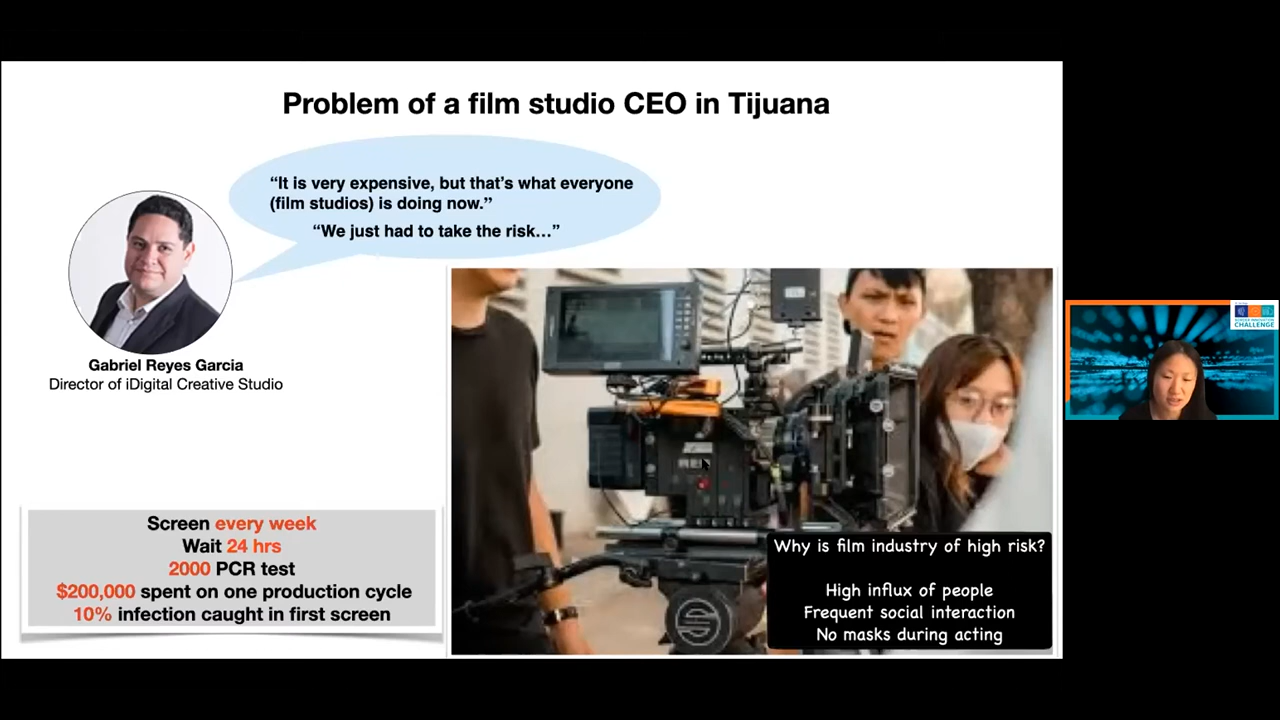 Problem of a film studio CEO in Tijuana
“It is very expensive, but that’s what everyone
(film studios) is doing now.”
“We just had to take the risk…”
Gabriel Reyes Garcia
Director of iDigital Creative Studio
Screen every week
Wait 24 hrs
2000 PCR test
$200,000 spent on one production cycle
10% infection caught in first screen
Why is film industry of high risk?
High influx of people
Frequent social interaction
No masks during acting
BORDER INNOVATION
CHALLENGE